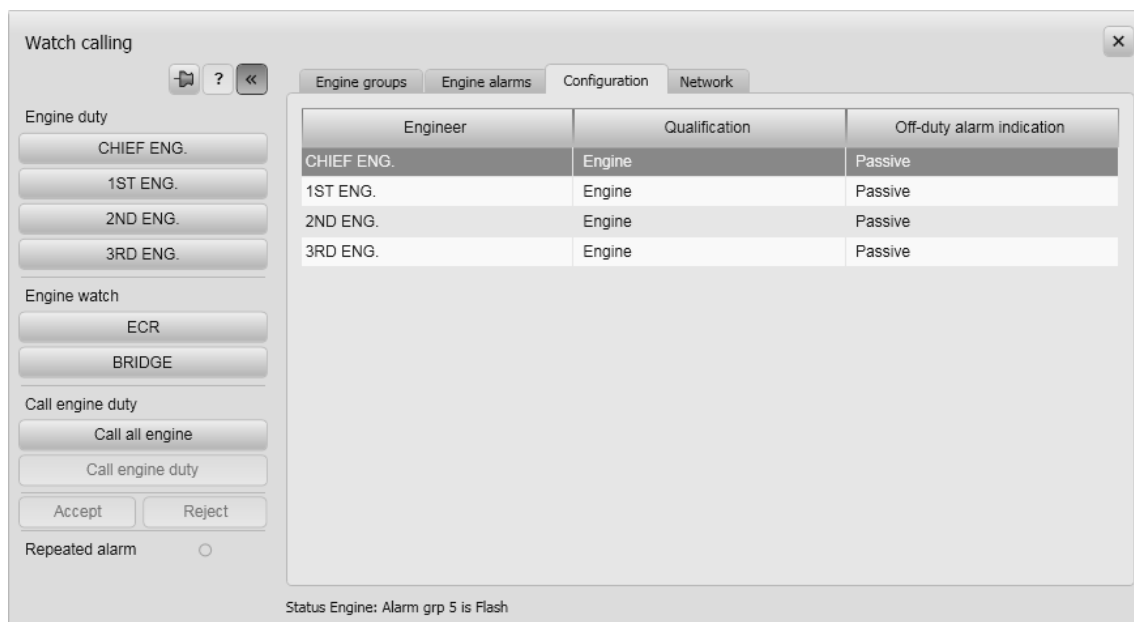 Watch calling
?
«
Engine duty
CHIEF ENG.
1ST ENG.
2ND ENG.
3RD ENG.
Engine watch
ECR
BRIDGE
Call engine duty
Call all engine
Call engine duty
Accept Reject
Repeated alarm
Engine groups Engine alarms Configuration Network
Engineer Qualification Off-duty alarm indication
CHIEF ENG. Engine Passive
1ST ENG. Engine Passive
2ND ENG. Engine Passive
3RD ENG. Engine Passive
Status Engine: Alarm grp 5 is Flash